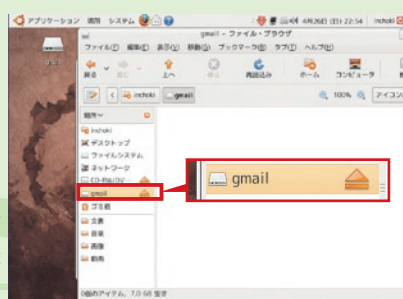 アプリケーション 場所 システム 4月26日(日) 22:54 inchoki
gmail - ファイル・ブラウザ
ファイル(F) 編集(E) 表示(V) 移動(G) ブックマーク(B) タブ(T) ヘルプ(H)
戻る 進む 上へ 中止 再読込み ホーム コンピュータ
inchoki gmail 100% アイコン
場所
inchoki
デスクトップ
ファイルシステム
ネットワーク
gmail
ゴミ箱
文書
音楽
画像
動画
gmail
gmail
0個のアイテム, 7.0 GB 空き